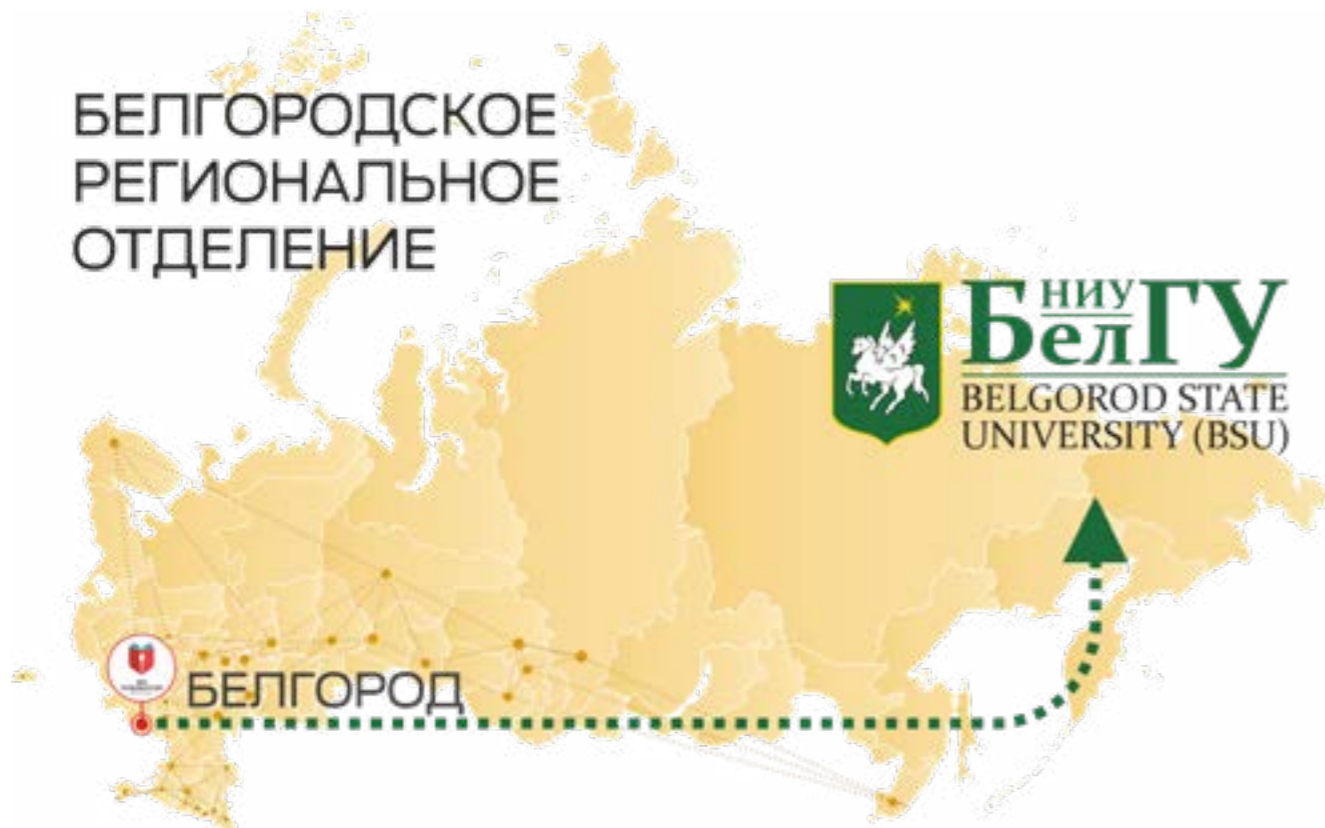 БЕЛГОРОДСКОЕ
РЕГИОНАЛЬНОЕ
ОТДЕЛЕНИЕ
НИУ
БелГУ
BELGOROD STATE
UNIVERSITY (BSU)
БЕЛГОРОД